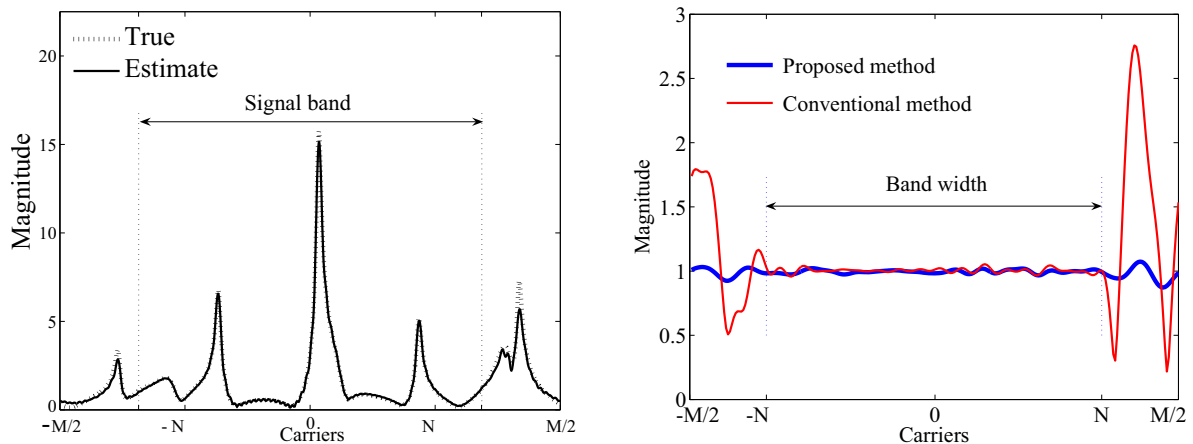 True
Estimate
Signal band
Magnitude
20
15
10
5
0
−M/2
-N
0
N
M/2
Carriers
Proposed method
Conventional method
Band width
Magnitude
3
2.5
2
1.5
1
0.5
0
-M/2
-N
0
N
M/2
Carriers